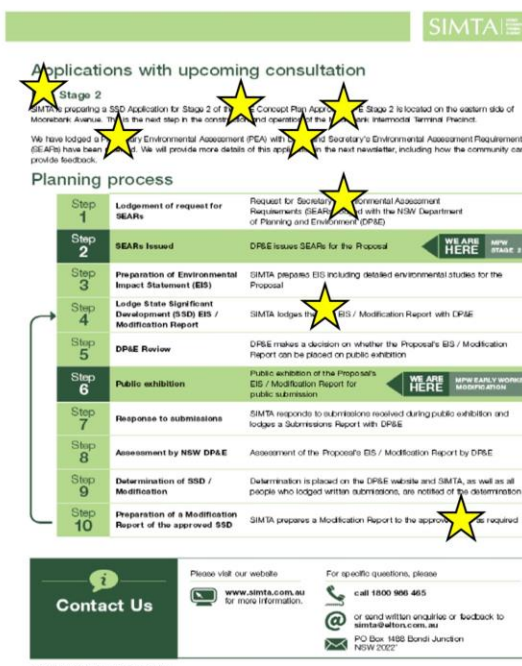 SIMTA
Applications with upcoming consultation
Stage 2
SIMTA is preparing a SSD Application for Stage 2 of Concept Plan Stage 2 is located on the eastern side of
Moorebank Avenue. is the next step in the and operation of the Intermodal Terminal Precinct.
We have lodged a Environmental Assessment (PEA) with and Secretary's Environmental Assessment Requirements
(SEARs) have been We will provide more details of this in the next newsletter, including how the community can
provide feedback.
Planning process
Step 1 Lodgement of request for SEARs
Request for Environmental Assessment
Requirements (SEARs) with the NSW Department
of Planning and Environment (DP&E)
Step 2 SEARs Issued
DP&E issues SEARs for the Proposal
WE ARE HERE MPW STAGE 2
Step 3 Preparation of Environmental
Impact Statement (EIS)
SIMTA prepares EIS including detailed environmental studies for the
Proposal
Step 4 Lodge State Significant
Development (SSD) EIS /
Modification Report
SIMTA lodges EIS / Modification Report with DP&E
Step 5 DP&E Review
DP&E makes a decision on whether the Proposal's EIS / Modification
Report can be placed on public exhibition
Step 6 Public exhibition
Public exhibition of the Proposal's
EIS / Modification Report for
public submission
WE ARE HERE MPW EARLY WORKS MODIFICATION
Step 7 Response to submissions
SIMTA responds to submissions received during public exhibition and
lodges a Submissions Report with DP&E
Step 8 Assessment by NSW DP&E
Assessment of the Proposal's EIS / Modification Report by DP&E
Step 9 Determination of SSD /
Modification
Determination is placed on the DP&E website and SIMTA, as well as all
people who lodged written submissions, are notified of the determination
Step 10 Preparation of a Modification
Report of the approved SSD
SIMTA prepares a Modification Report to the as required
Contact Us
Please visit our website
www.simta.com.au
for more information.
For specific questions, please
call 1800 986 465
or send written enquiries or feedback to
simta@elton.com.au
PO Box 1488 Bondi Junction
NSW 2022"